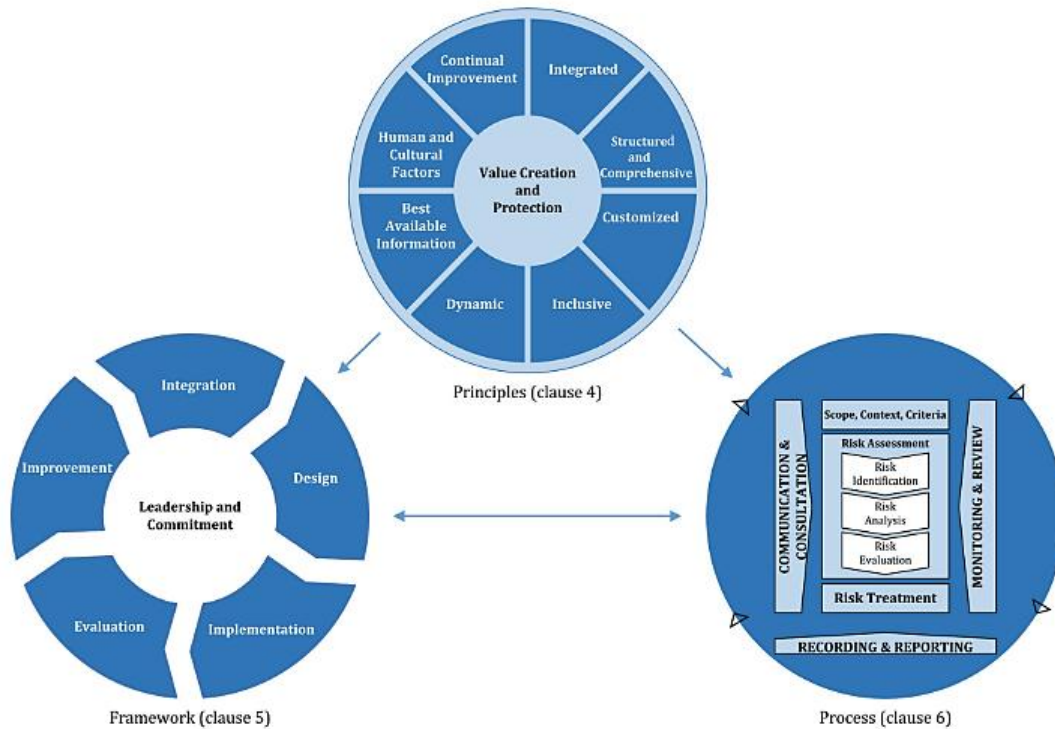 Continual
Improvement
Integrated
Human and
Cultural
Factors
Structured
and
Comprehensive
Value Creation
and
Protection
Best
Available
Information
Customized
Dynamic
Inclusive
Principles (clause 4)
Integration
Improvement
Design
Leadership and
Commitment
Evaluation
Implementation
Framework (clause 5)
Scope, Context, Criteria
Risk Assessment
Risk
Identification
Risk
Analysis
Risk
Evaluation
Risk Treatment
COMMUNICATION &
CONSULTATION
MONITORING & REVIEW
RECORDING & REPORTING
Process (clause 6)